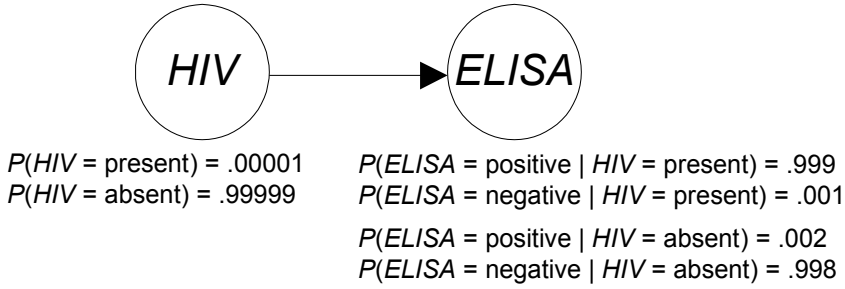 HIV
ELISA
P(HIV = present) = .00001
P(HIV = absent) = .99999
P(ELISA = positive | HIV = present) = .999
P(ELISA = negative | HIV = present) = .001
P(ELISA = positive | HIV = absent) = .002
P(ELISA = negative | HIV = absent) = .998